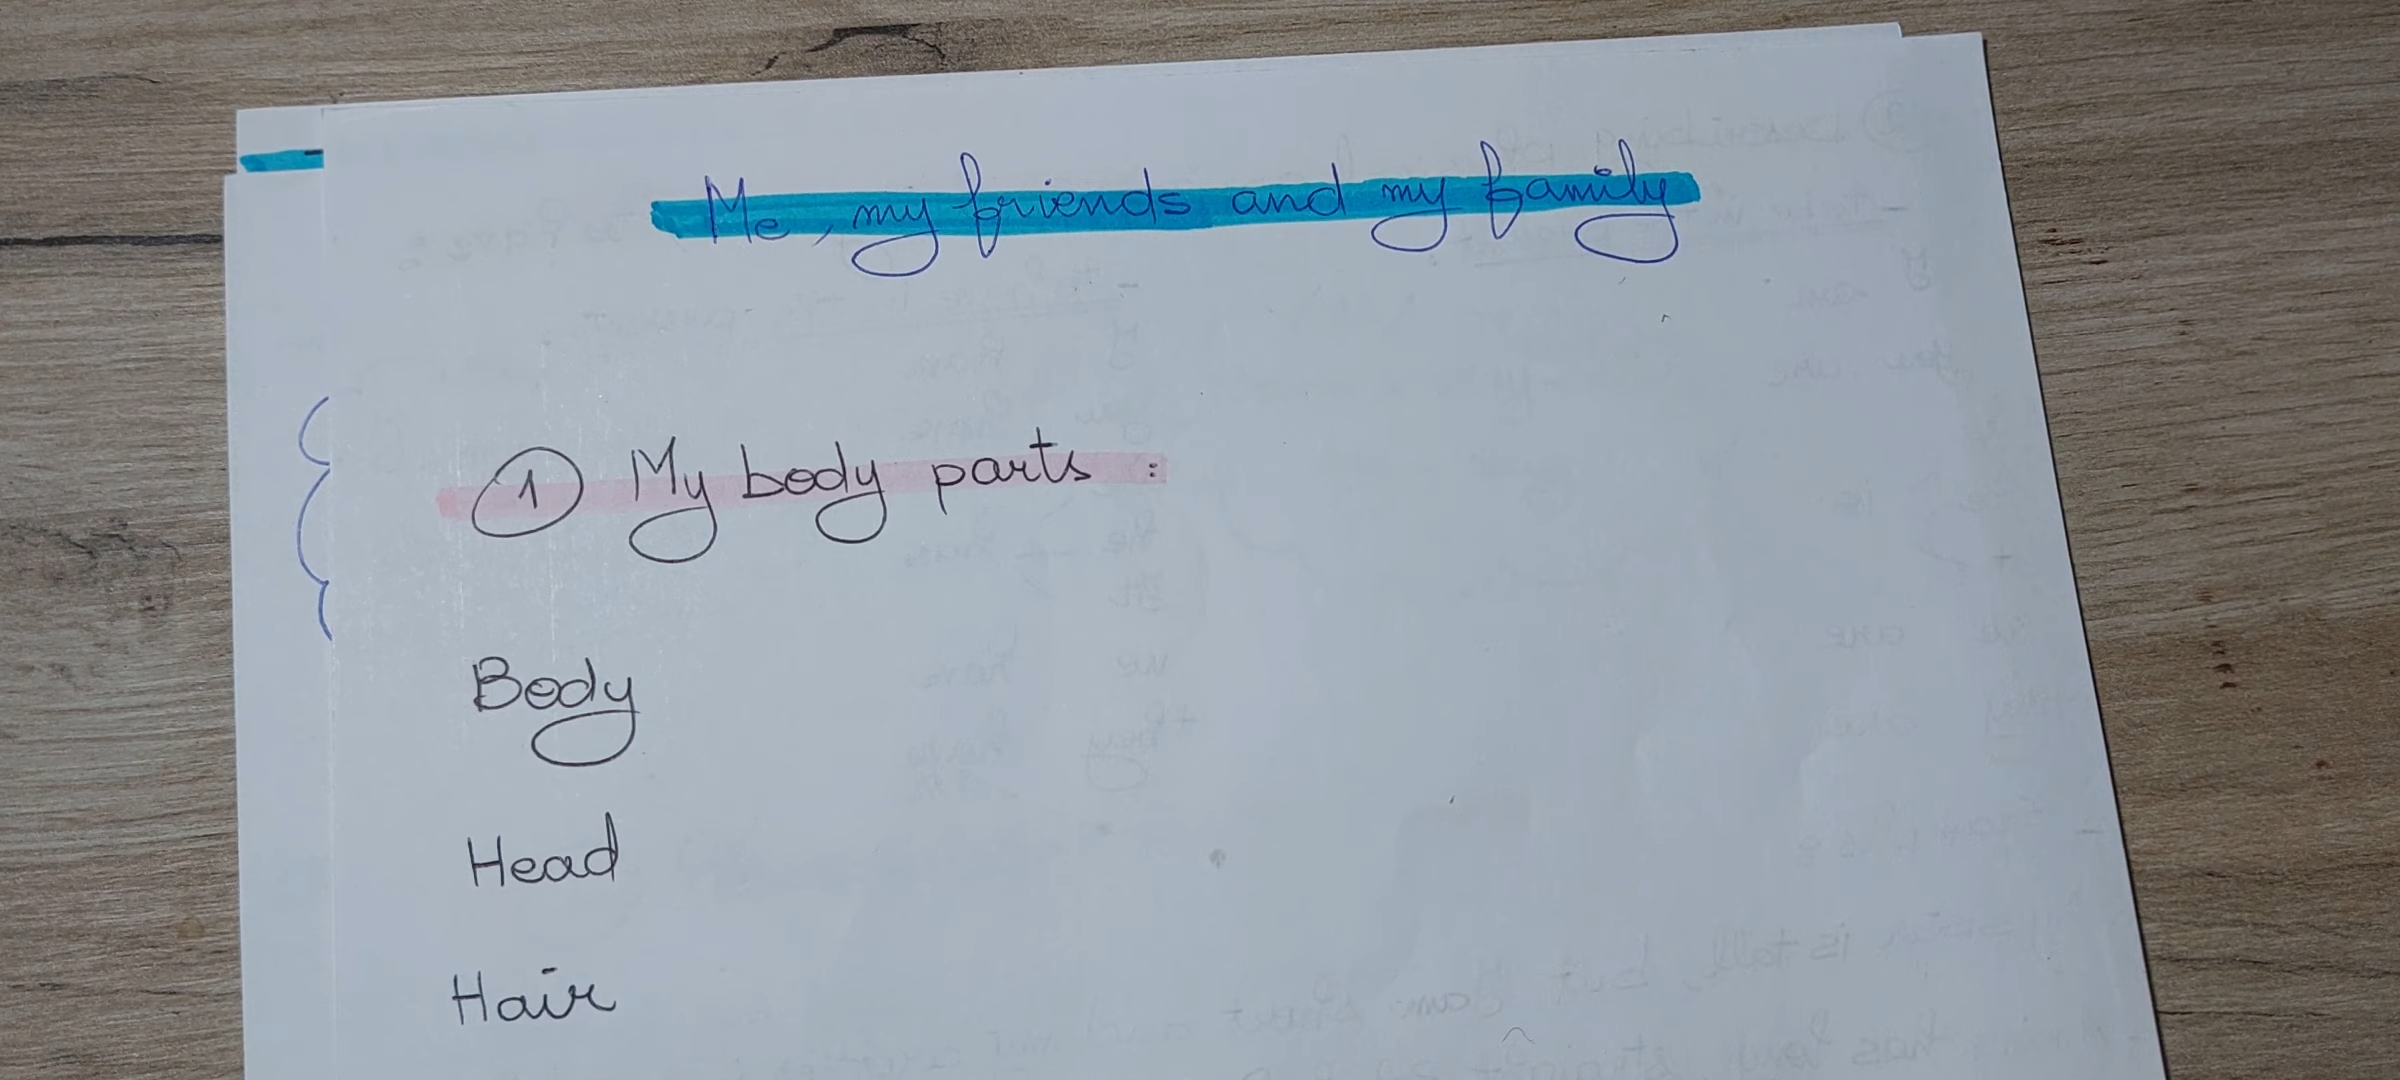 Me, my friends and my family
① My body parts :
Body
Head
Hair